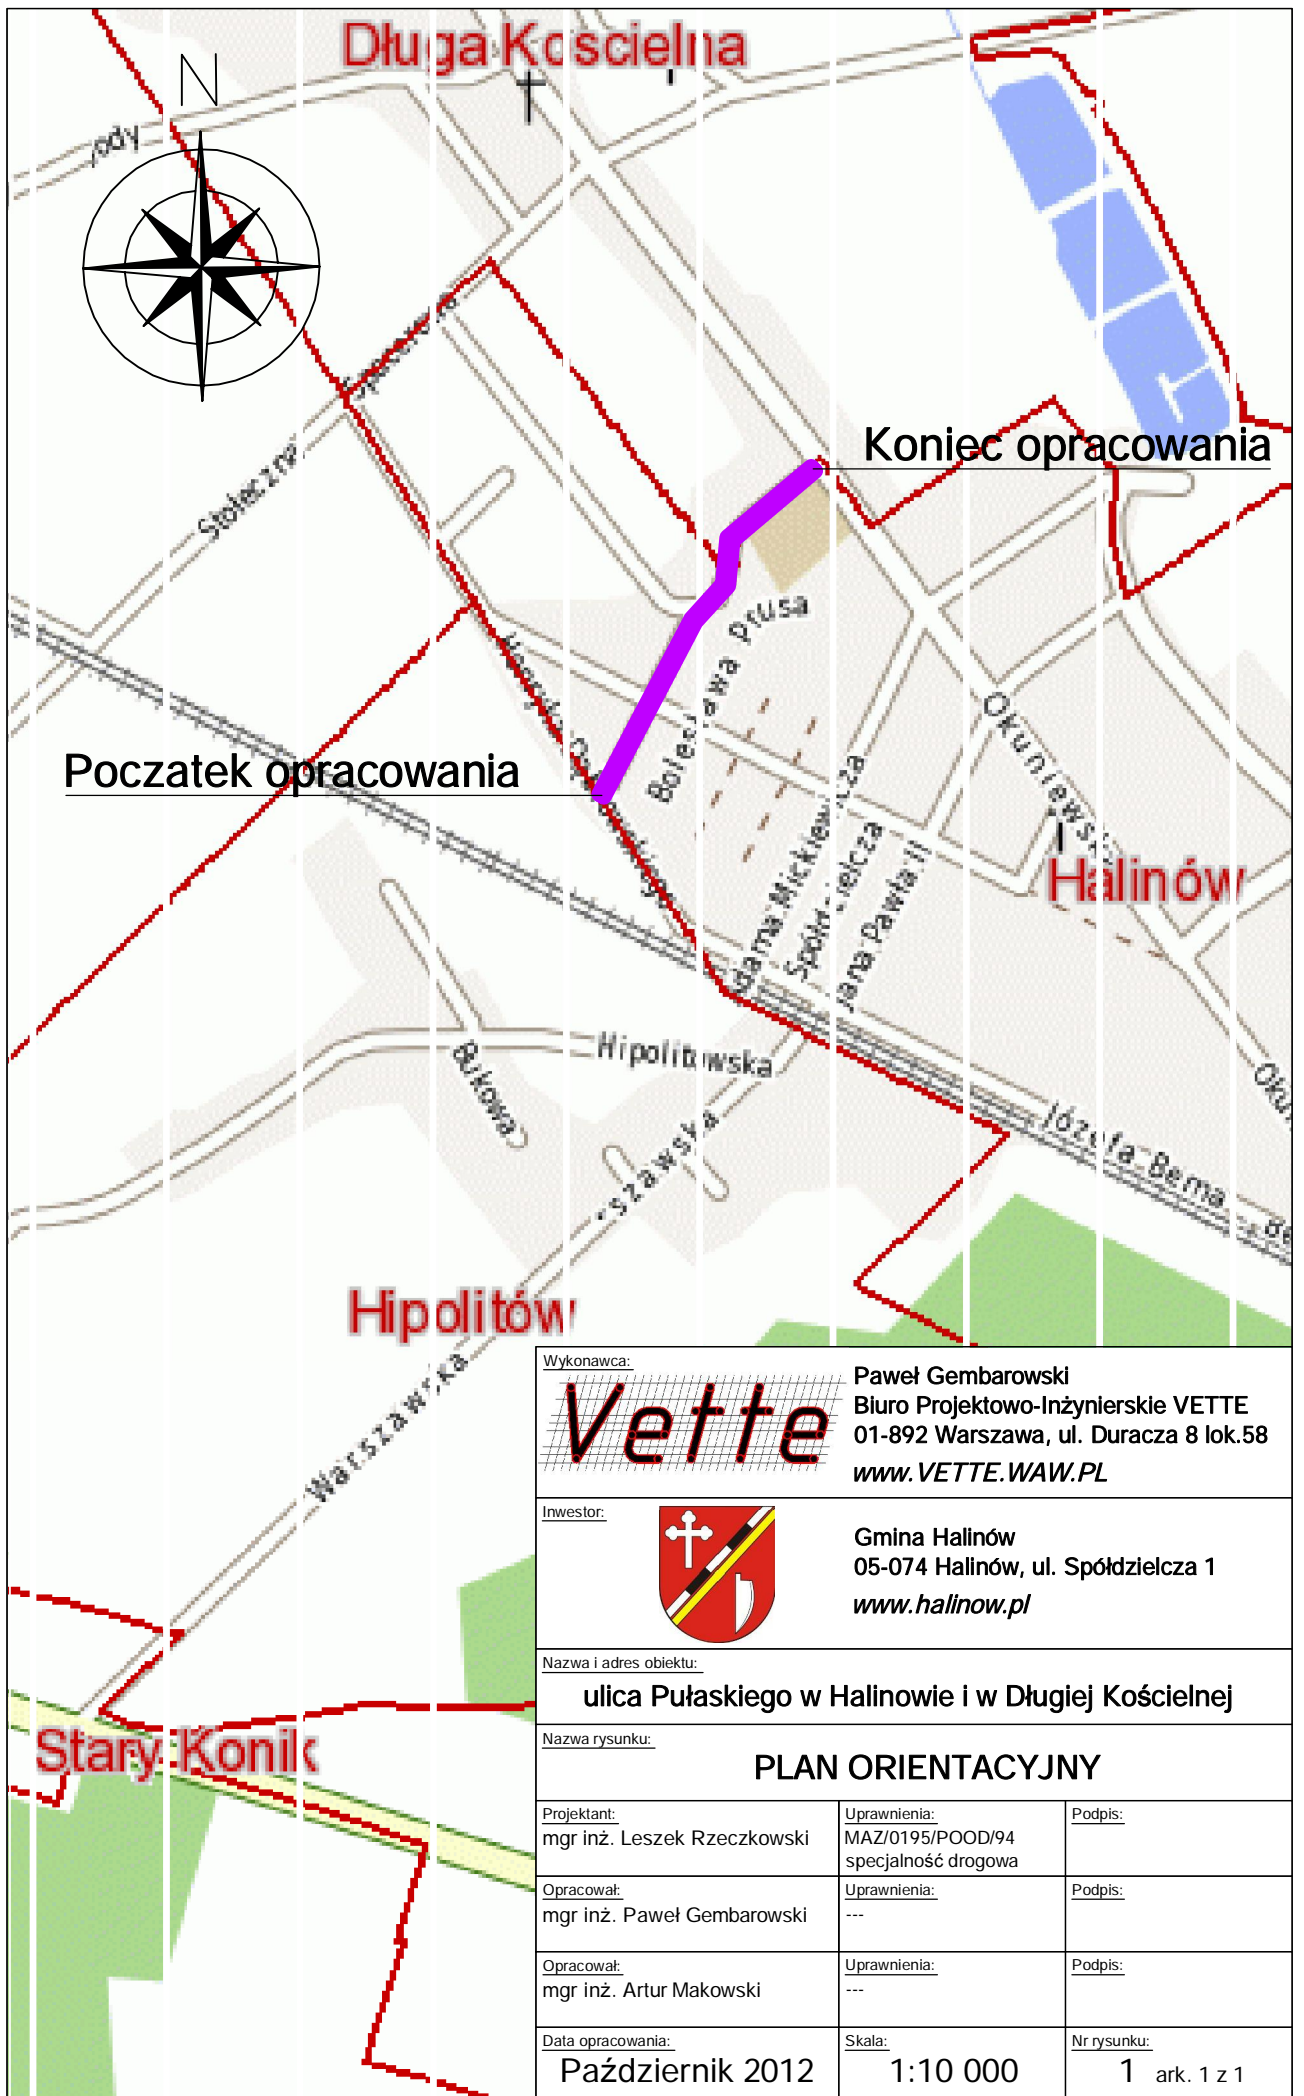 Długa Kościelna
N
Stołeczna
Koniec opracowania
Bolesława Prusa
Początek opracowania
Okuniewska
Adama Mickiewicza
Spółdzielcza
Jana Pawła II
Halinów
Hipolitowska
Bukowa
Józefa Bema
Hipolitów
Warszawska
Stary Konik
Wykonawca:
Vette
Paweł Gembarowski
Biuro Projektowo-Inżynierskie VETTE
01-892 Warszawa, ul. Duracza 8 lok.58
www.VETTE.WAW.PL
Inwestor:
Gmina Halinów
05-074 Halinów, ul. Spółdzielcza 1
www.halinow.pl
Nazwa i adres obiektu:
ulica Pułaskiego w Halinowie i w Długiej Kościelnej
Nazwa rysunku:
PLAN ORIENTACYJNY
Projektant:
mgr inż. Leszek Rzeczkowski
Uprawnienia:
MAZ/0195/POOD/94
specjalność drogowa
Podpis:
Opracował:
mgr inż. Paweł Gembarowski
Uprawnienia:
---
Podpis:
Opracował:
mgr inż. Artur Makowski
Uprawnienia:
---
Podpis:
Data opracowania:
Październik 2012
Skala:
1:10 000
Nr rysunku:
1 ark. 1 z 1